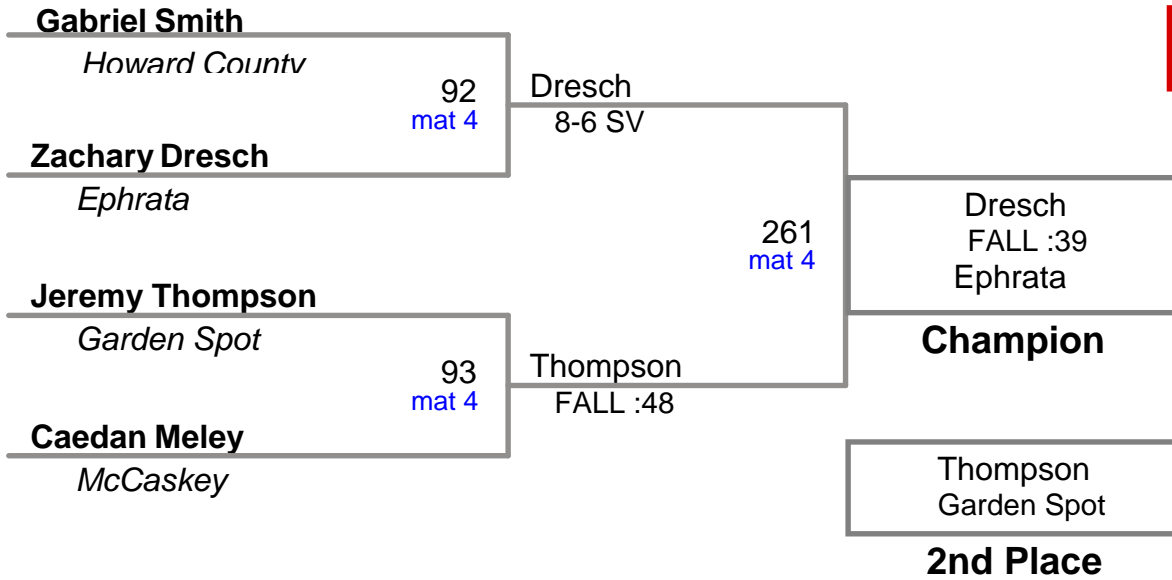 Gabriel Smith
Howard County
92
mat 4
Dresch
8-6 SV
Zachary Dresch
Ephrata
261
mat 4
Dresch
FALL :39
Ephrata
Champion
Jeremy Thompson
Garden Spot
93
mat 4
Thompson
FALL :48
Caedan Meley
McCaskey
Thompson
Garden Spot
2nd Place